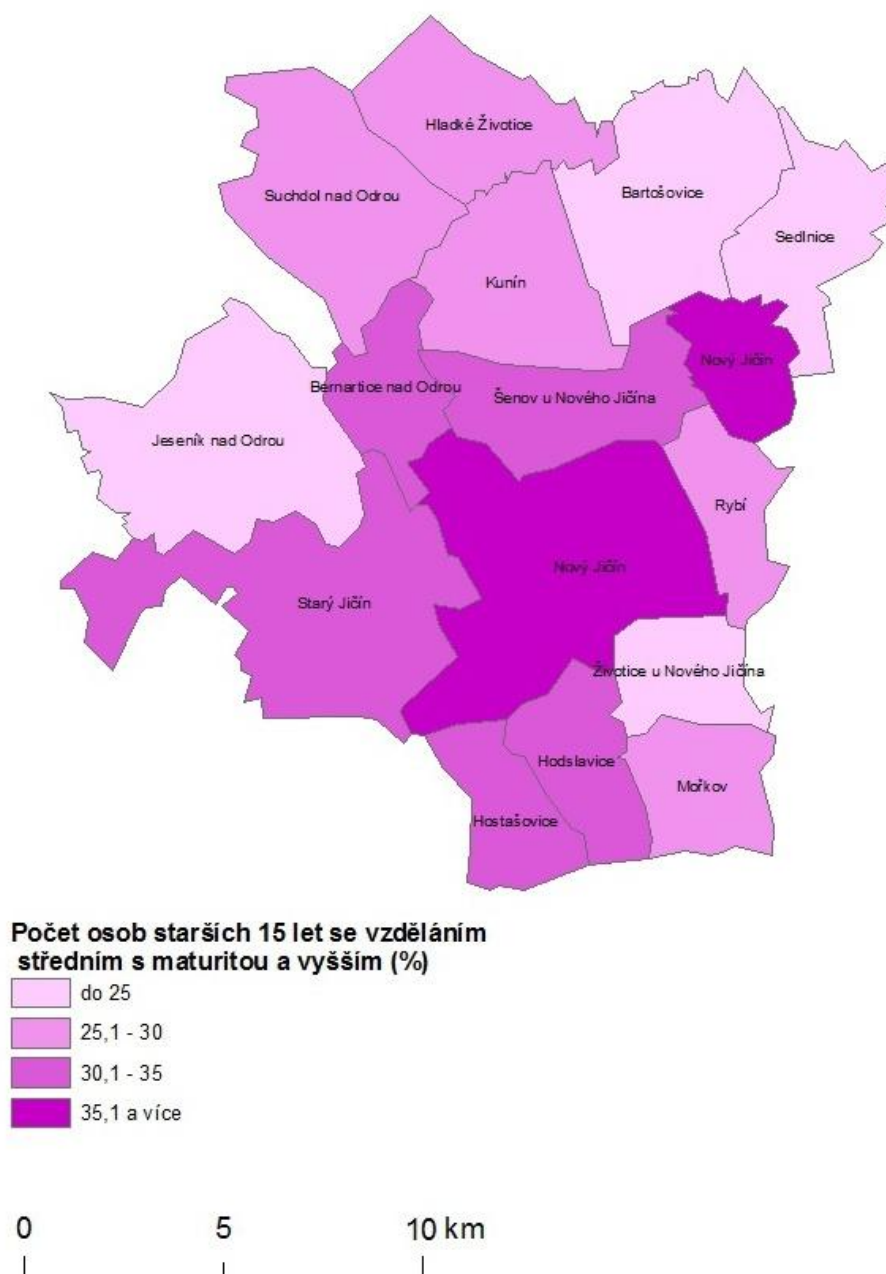 Hladké Životice
Suchdol nad Odrou
Bartošovice
Sedlnice
Kunín
Nový Jičín
Bernartice nad Odrou
Šenov u Nového Jičína
Jeseník nad Odrou
Rybí
Nový Jičín
Starý Jičín
Životice u Nového Jičína
Hodslavice
Mořkov
Hostašovice
Počet osob starších 15 let se vzděláním
středním s maturitou a vyšším (%)
do 25
25,1 - 30
30,1 - 35
35,1 a více
0 5 10 km